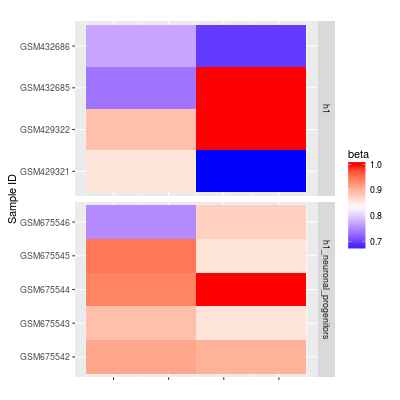 GSM432686
GSM432685
GSM429322
GSM429321
h1
GSM675546
GSM675545
GSM675544
GSM675543
GSM675542
h1_neuronal_progenitors
Sample ID
beta
1.0
0.9
0.8
0.7